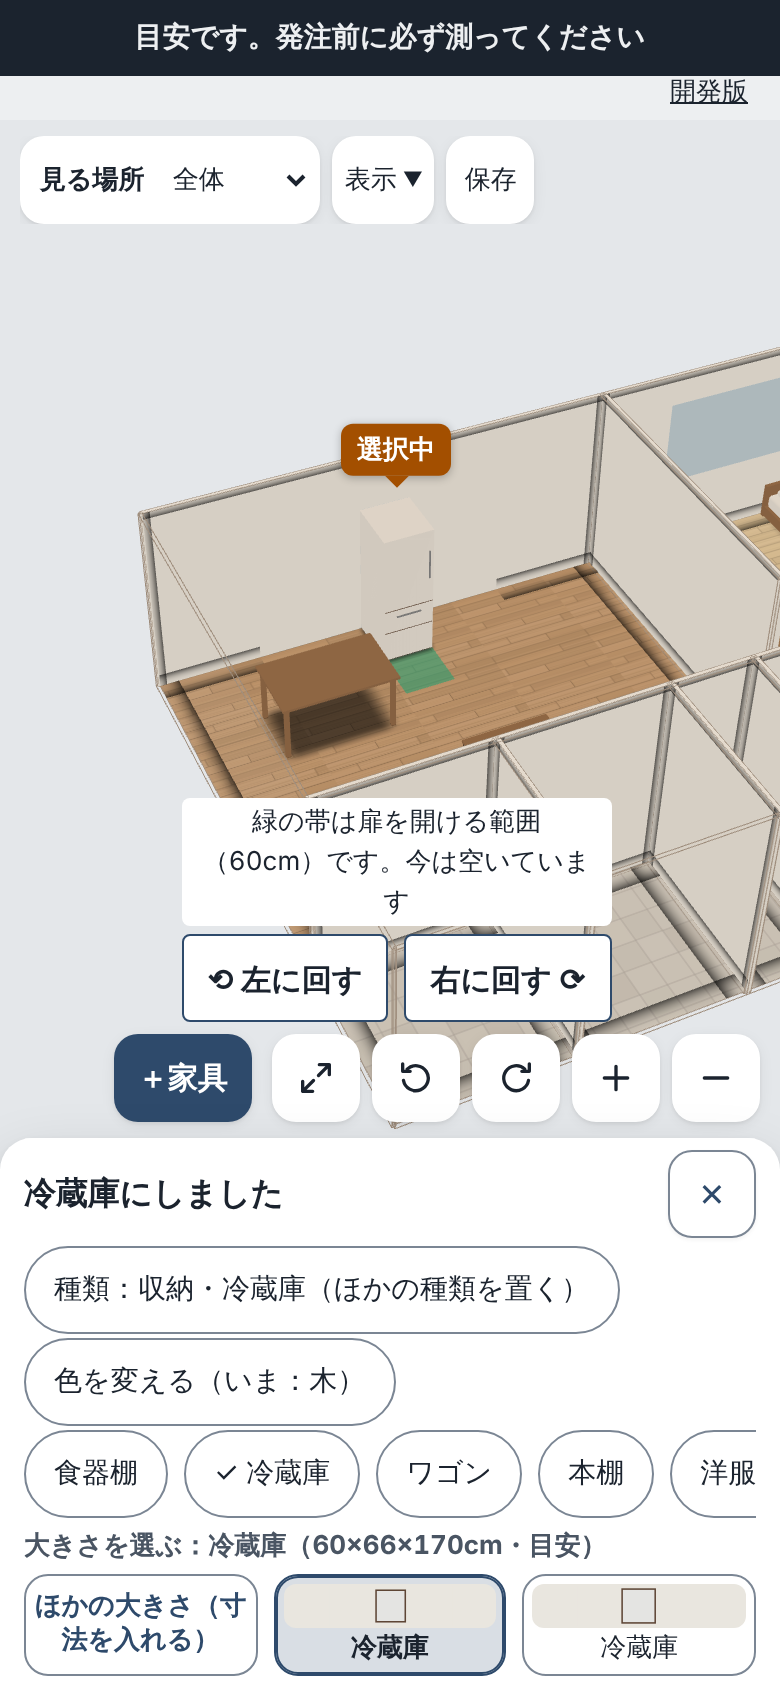 目安です。発注前に必ず測ってください
開発版
見る場所 全体
表示▼
保存
選択中
緑の帯は扉を開ける範囲
（60cm）です。今は空いていま
す
⟲ 左に回す
右に回す ⟳
＋家具
冷蔵庫にしました
×
種類：収納・冷蔵庫（ほかの種類を置く）
色を変える（いま：木）
食器棚
✓ 冷蔵庫
ワゴン
本棚
洋服
大きさを選ぶ：冷蔵庫（60×66×170cm・目安）
ほかの大きさ（寸
法を入れる）
冷蔵庫
冷蔵庫